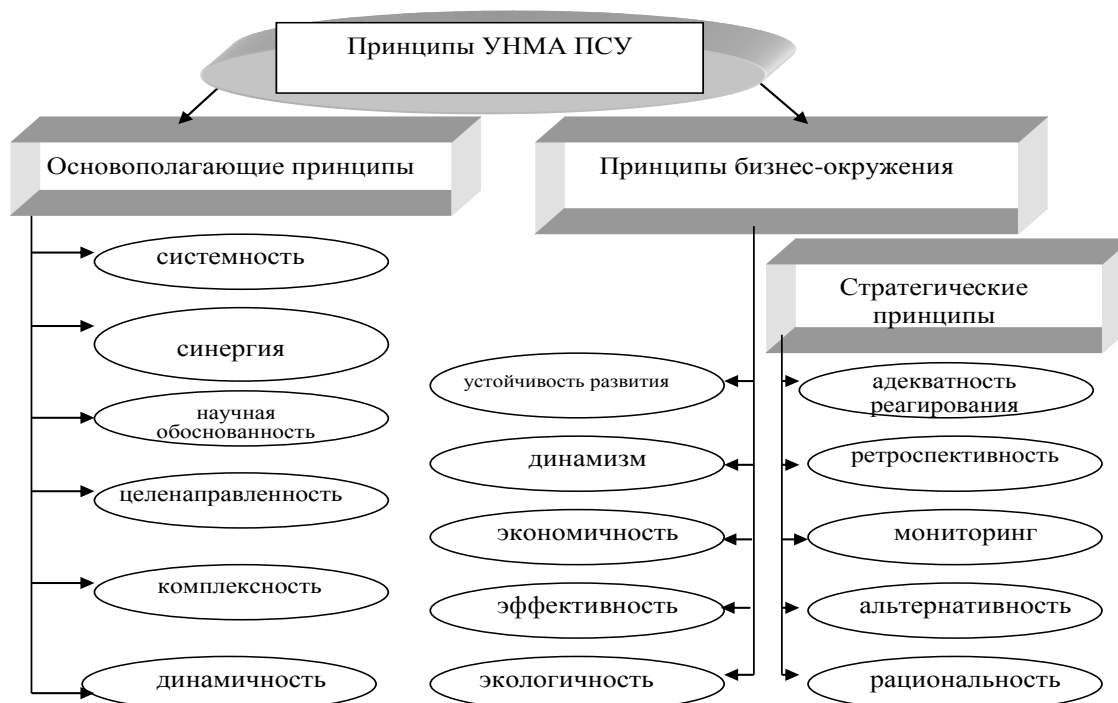 Принципы УНМА ПСУ
Основополагающие принципы
системность
синергия
научная
обоснованность
целенаправленность
комплексность
динамичность
Принципы бизнес-окружения
устойчивость развития
динамизм
экономичность
эффективность
экологичность
Стратегические
принципы
адекватность
реагирования
ретроспективность
мониторинг
альтернативность
рациональность